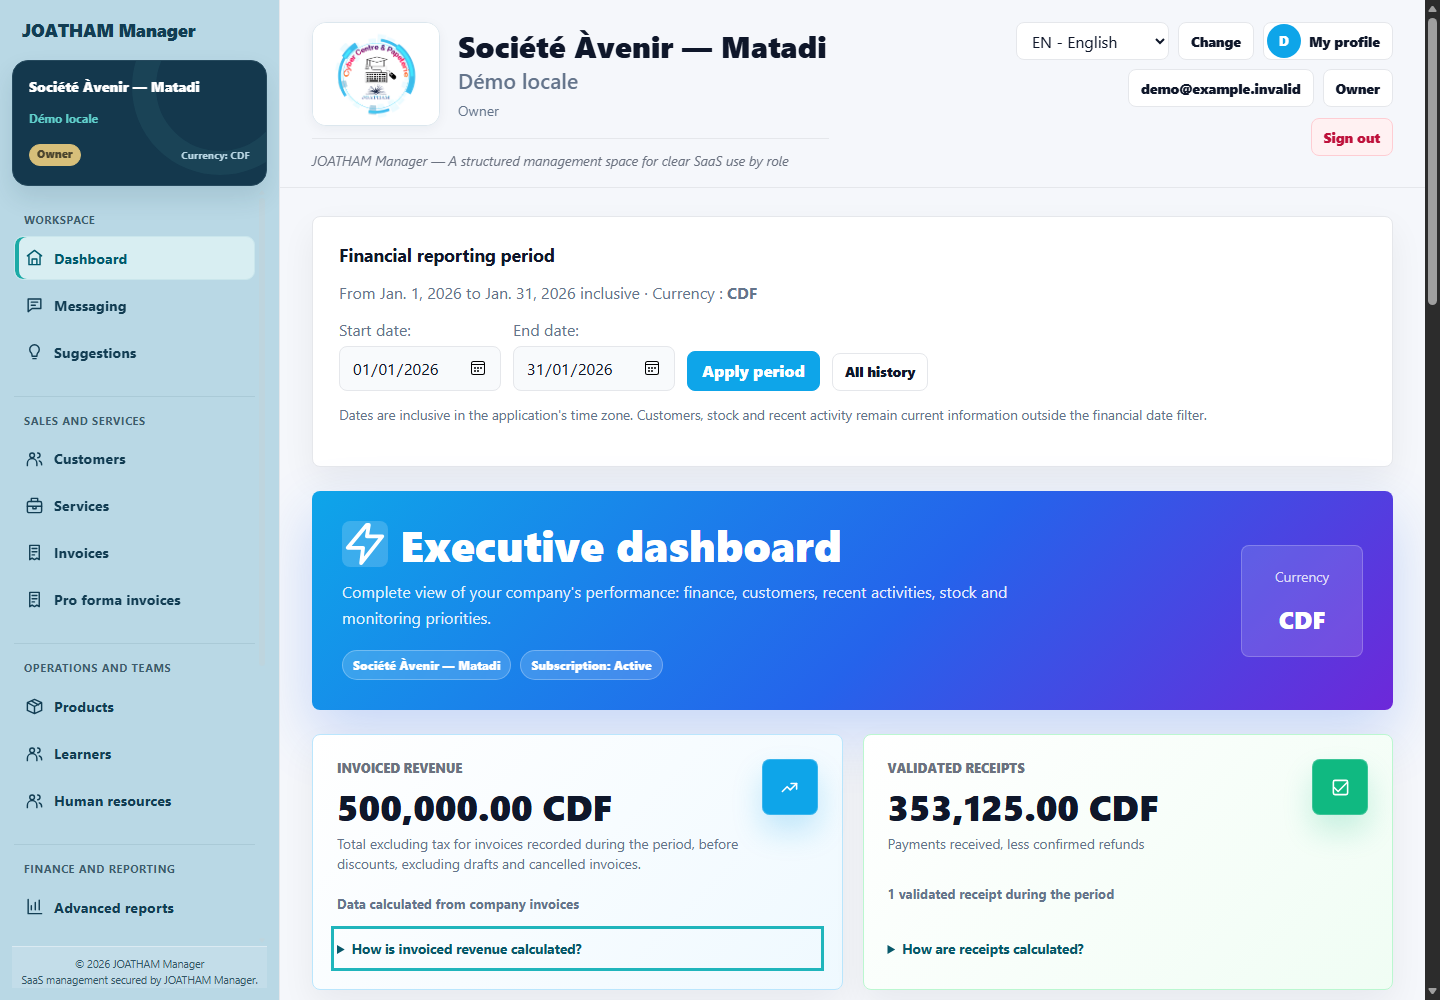 JOATHAM Manager
Société Àvenir — Matadi
Démo locale
Owner
Currency: CDF
WORKSPACE
Dashboard
Messaging
Suggestions
SALES AND SERVICES
Customers
Services
Invoices
Pro forma invoices
OPERATIONS AND TEAMS
Products
Learners
Human resources
FINANCE AND REPORTING
Advanced reports
© 2026 JOATHAM Manager
SaaS management secured by JOATHAM Manager.
Cyber Centre & Papeterie
JOATHAM
Société Àvenir — Matadi
Démo locale
Owner
JOATHAM Manager — A structured management space for clear SaaS use by role
EN - English
Change
D
My profile
demo@example.invalid
Owner
Sign out
Financial reporting period
From Jan. 1, 2026 to Jan. 31, 2026 inclusive · Currency : CDF
Start date:
End date:
01/01/2026
31/01/2026
Apply period
All history
Dates are inclusive in the application's time zone. Customers, stock and recent activity remain current information outside the financial date filter.
Executive dashboard
Complete view of your company's performance: finance, customers, recent activities, stock and
monitoring priorities.
Société Àvenir — Matadi
Subscription: Active
Currency
CDF
INVOICED REVENUE
500,000.00 CDF
Total excluding tax for invoices recorded during the period, before
discounts, excluding drafts and cancelled invoices.
Data calculated from company invoices
How is invoiced revenue calculated?
VALIDATED RECEIPTS
353,125.00 CDF
Payments received, less confirmed refunds
1 validated receipt during the period
How are receipts calculated?